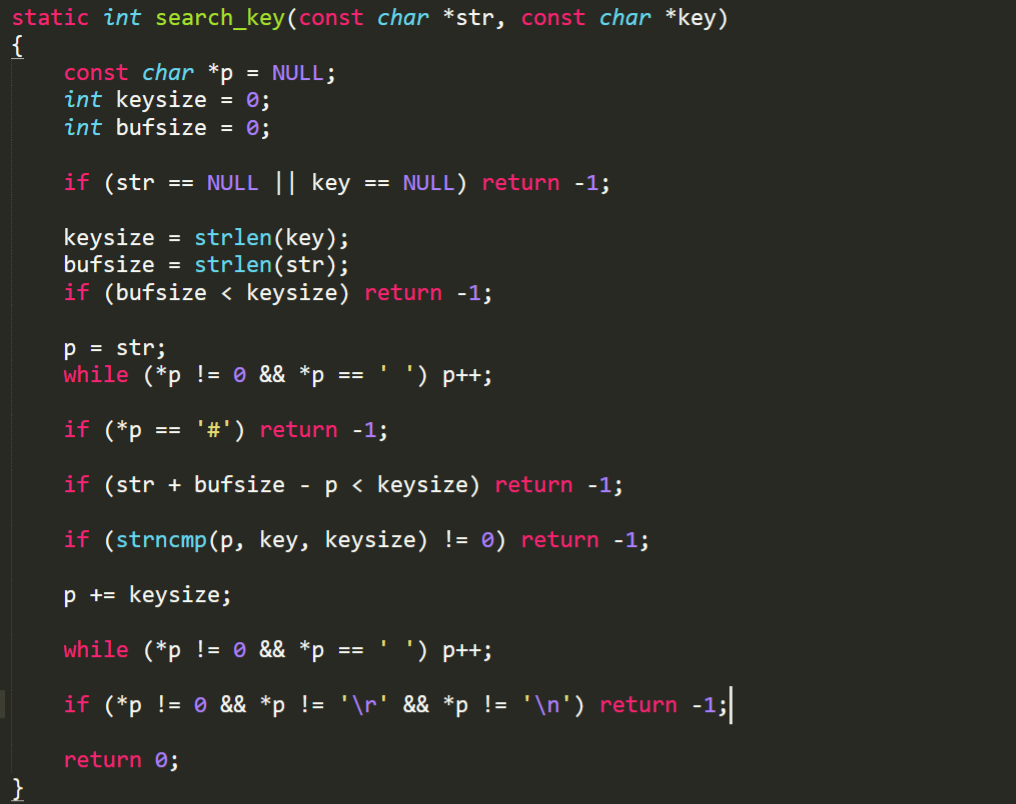 static int search_key(const char *str, const char *key)
{
    const char *p = NULL;
    int keysize = 0;
    int bufsize = 0;

    if (str == NULL || key == NULL) return -1;

    keysize = strlen(key);
    bufsize = strlen(str);
    if (bufsize < keysize) return -1;

    p = str;
    while (*p != 0 && *p == ' ') p++;

    if (*p == '#') return -1;

    if (str + bufsize - p < keysize) return -1;

    if (strncmp(p, key, keysize) != 0) return -1;

    p += keysize;

    while (*p != 0 && *p == ' ') p++;

    if (*p != 0 && *p != '\r' && *p != '\n') return -1;

    return 0;
}